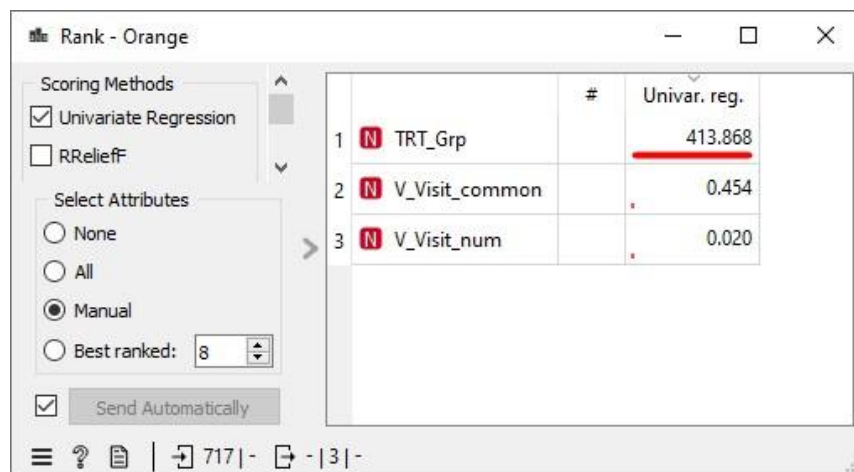 Rank - Orange
Scoring Methods
Univariate Regression
RReliefF
Select Attributes
None
All
Manual
Best ranked: 8
Send Automatically
# Univar. reg.
1 N TRT_Grp 413.868
2 N V_Visit_common 0.454
3 N V_Visit_num 0.020
? 717 | - - | 3 | -